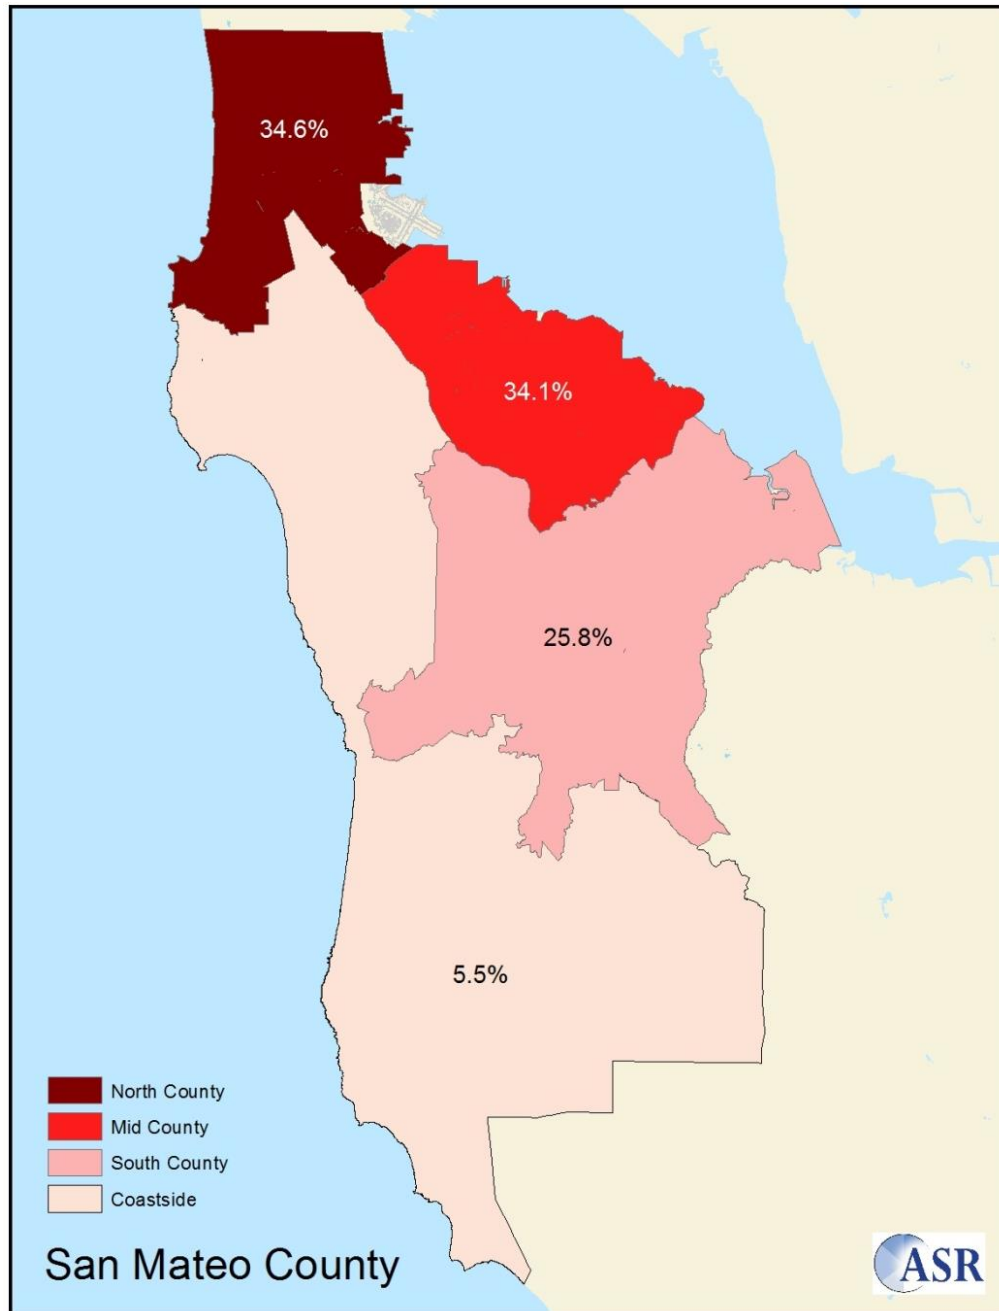 34.6%
34.1%
25.8%
5.5%
North County
Mid County
South County
Coastside
San Mateo County
ASR